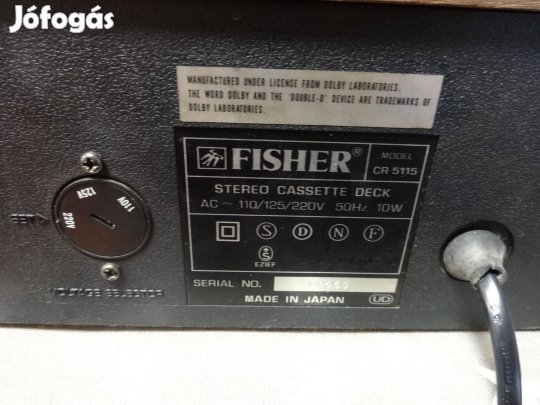 Jófogás
MANUFACTURED UNDER LICENSE FROM DOLBY LABORATORIES.
THE WORD DOLBY AND THE 'DOUBLE-D' DEVICE ARE TRADEMARKS OF
DOLBY LABORATORIES.
FISHER®
MODEL
CR 5115
STEREO CASSETTE DECK
AC ~ 110/125/220V 50Hz 10W
S D N F
S
EZIEF
SERIAL NO.
MADE IN JAPAN UD
110V
125V
220V
SET
VOLTAGE SELECTOR